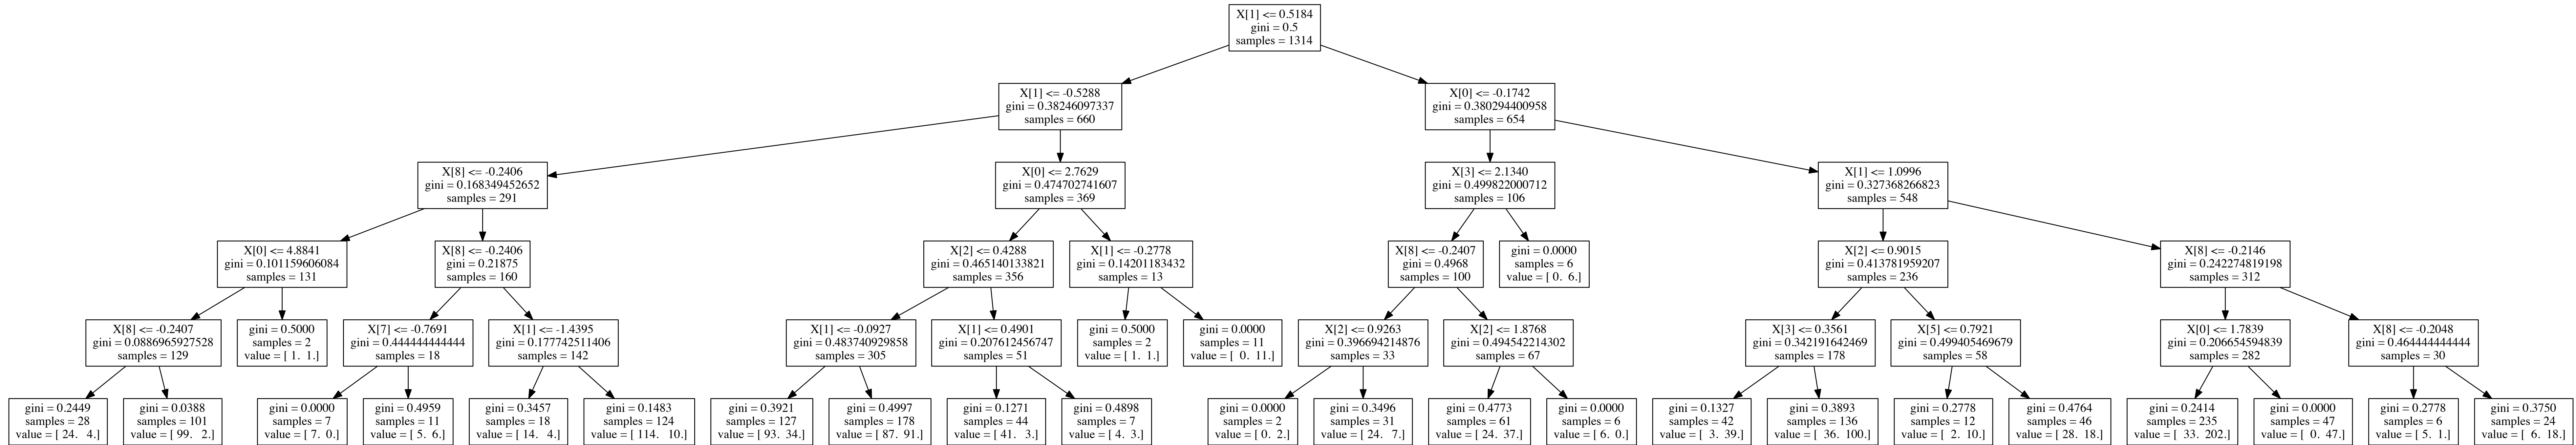 X[1] <= 0.5184
gini = 0.5
samples = 1314
X[1] <= -0.5288
gini = 0.38246097337
samples = 660
X[0] <= -0.1742
gini = 0.380294400958
samples = 654
X[8] <= -0.2406
gini = 0.168349452652
samples = 291
X[0] <= 2.7629
gini = 0.474702741607
samples = 369
X[3] <= 2.1340
gini = 0.499822000712
samples = 106
X[1] <= 1.0996
gini = 0.327368266823
samples = 548
X[0] <= 4.8841
gini = 0.101159606084
samples = 131
X[8] <= -0.2406
gini = 0.21875
samples = 160
X[2] <= 0.4288
gini = 0.465140133821
samples = 356
X[1] <= -0.2778
gini = 0.14201183432
samples = 13
X[8] <= -0.2407
gini = 0.4968
samples = 100
gini = 0.0000
samples = 6
value = [ 0. 6.]
X[2] <= 0.9015
gini = 0.413781959207
samples = 236
X[8] <= -0.2146
gini = 0.242274819198
samples = 312
X[8] <= -0.2407
gini = 0.0886965927528
samples = 129
gini = 0.5000
samples = 2
value = [ 1. 1.]
X[7] <= -0.7691
gini = 0.444444444444
samples = 18
X[1] <= -1.4395
gini = 0.177742511406
samples = 142
X[1] <= -0.0927
gini = 0.483740929858
samples = 305
X[1] <= 0.4901
gini = 0.207612456747
samples = 51
gini = 0.5000
samples = 2
value = [ 1. 1.]
gini = 0.0000
samples = 11
value = [ 0. 11.]
X[2] <= 0.9263
gini = 0.396694214876
samples = 33
X[2] <= 1.8768
gini = 0.494542214302
samples = 67
X[3] <= 0.3561
gini = 0.342191642469
samples = 178
X[5] <= 0.7921
gini = 0.499405469679
samples = 58
X[0] <= 1.7839
gini = 0.206654594839
samples = 282
X[8] <= -0.2048
gini = 0.464444444444
samples = 30
gini = 0.2449
samples = 28
value = [ 24. 4.]
gini = 0.0388
samples = 101
value = [ 99. 2.]
gini = 0.0000
samples = 7
value = [ 7. 0.]
gini = 0.4959
samples = 11
value = [ 5. 6.]
gini = 0.3457
samples = 18
value = [ 14. 4.]
gini = 0.1483
samples = 124
value = [ 114. 10.]
gini = 0.3921
samples = 127
value = [ 93. 34.]
gini = 0.4997
samples = 178
value = [ 87. 91.]
gini = 0.1271
samples = 44
value = [ 41. 3.]
gini = 0.4898
samples = 7
value = [ 4. 3.]
gini = 0.0000
samples = 2
value = [ 0. 2.]
gini = 0.3496
samples = 31
value = [ 24. 7.]
gini = 0.4773
samples = 61
value = [ 24. 37.]
gini = 0.0000
samples = 6
value = [ 6. 0.]
gini = 0.1327
samples = 42
value = [ 3. 39.]
gini = 0.3893
samples = 136
value = [ 36. 100.]
gini = 0.2778
samples = 12
value = [ 2. 10.]
gini = 0.4764
samples = 46
value = [ 28. 18.]
gini = 0.2414
samples = 235
value = [ 33. 202.]
gini = 0.0000
samples = 47
value = [ 0. 47.]
gini = 0.2778
samples = 6
value = [ 5. 1.]
gini = 0.3750
samples = 24
value = [ 6. 18.]